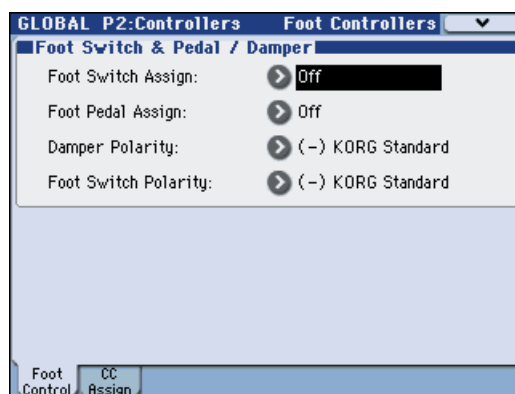 GLOBAL P2:Controllers Foot Controllers
Foot Switch & Pedal / Damper
Foot Switch Assign: Off
Foot Pedal Assign: Off
Damper Polarity: (-) KORG Standard
Foot Switch Polarity: (-) KORG Standard
Foot Control
CC Assign